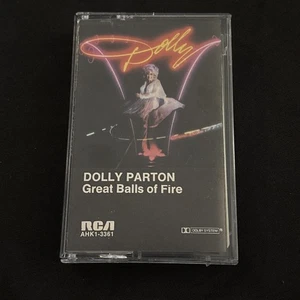 Dolly
DOLLY PARTON
Great Balls of Fire
RCA
AHK1-3361
DOLBY SYSTEM